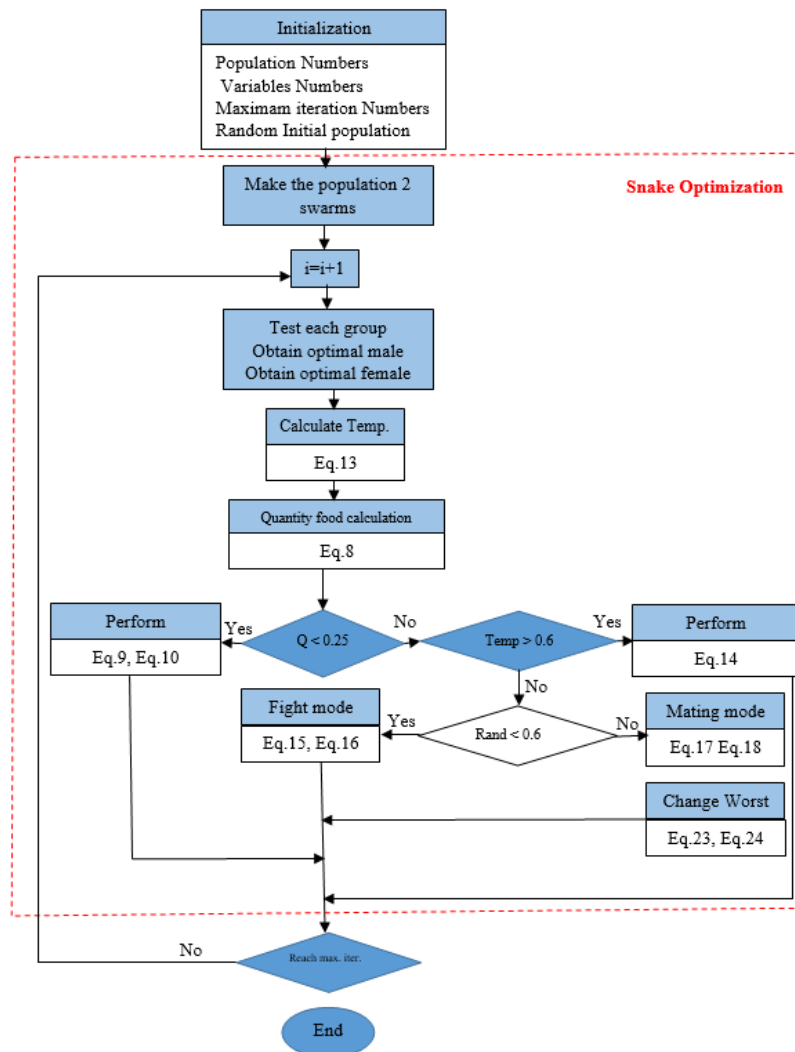 Initialization
Population Numbers
Variables Numbers
Maximam iteration Numbers
Random Initial population
Snake Optimization
Make the population 2
swarms
i=i+1
Test each group
Obtain optimal male
Obtain optimal female
Calculate Temp.
Eq.13
Quantity food calculation
Eq.8
Perform
Eq.9, Eq.10
Yes
Q < 0.25
No
Temp > 0.6
Yes
Perform
Eq.14
No
Fight mode
Eq.15, Eq.16
Yes
Rand < 0.6
No
Mating mode
Eq.17 Eq.18
Change Worst
Eq.23, Eq.24
No
Reach max. iter.
End